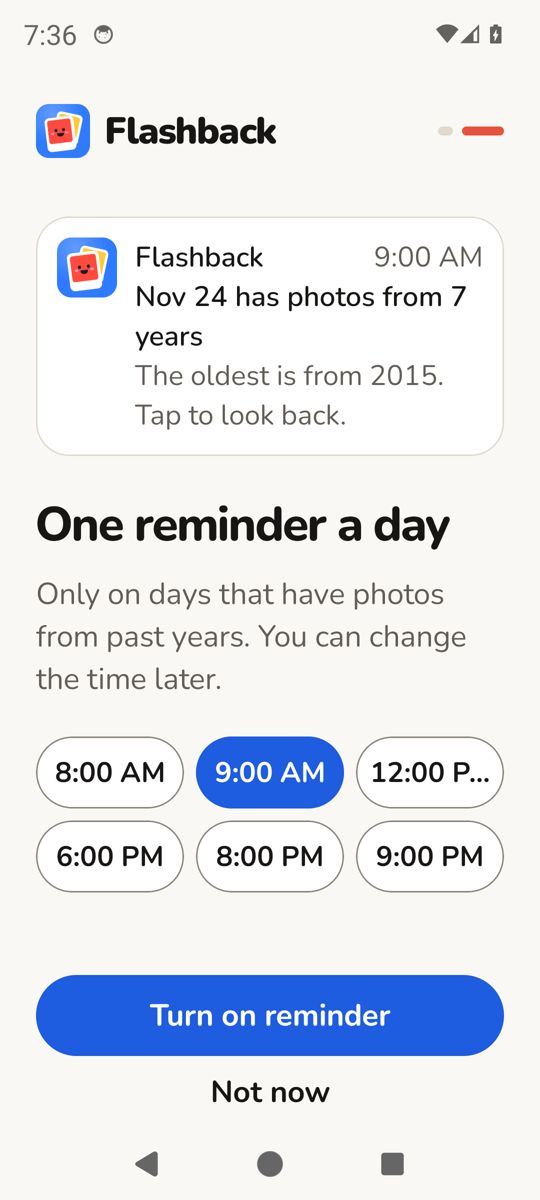 7:36
Flashback
Flashback 9:00 AM
Nov 24 has photos from 7
years
The oldest is from 2015.
Tap to look back.
One reminder a day
Only on days that have photos
from past years. You can change
the time later.
8:00 AM 9:00 AM 12:00 P...
6:00 PM 8:00 PM 9:00 PM
Turn on reminder
Not now